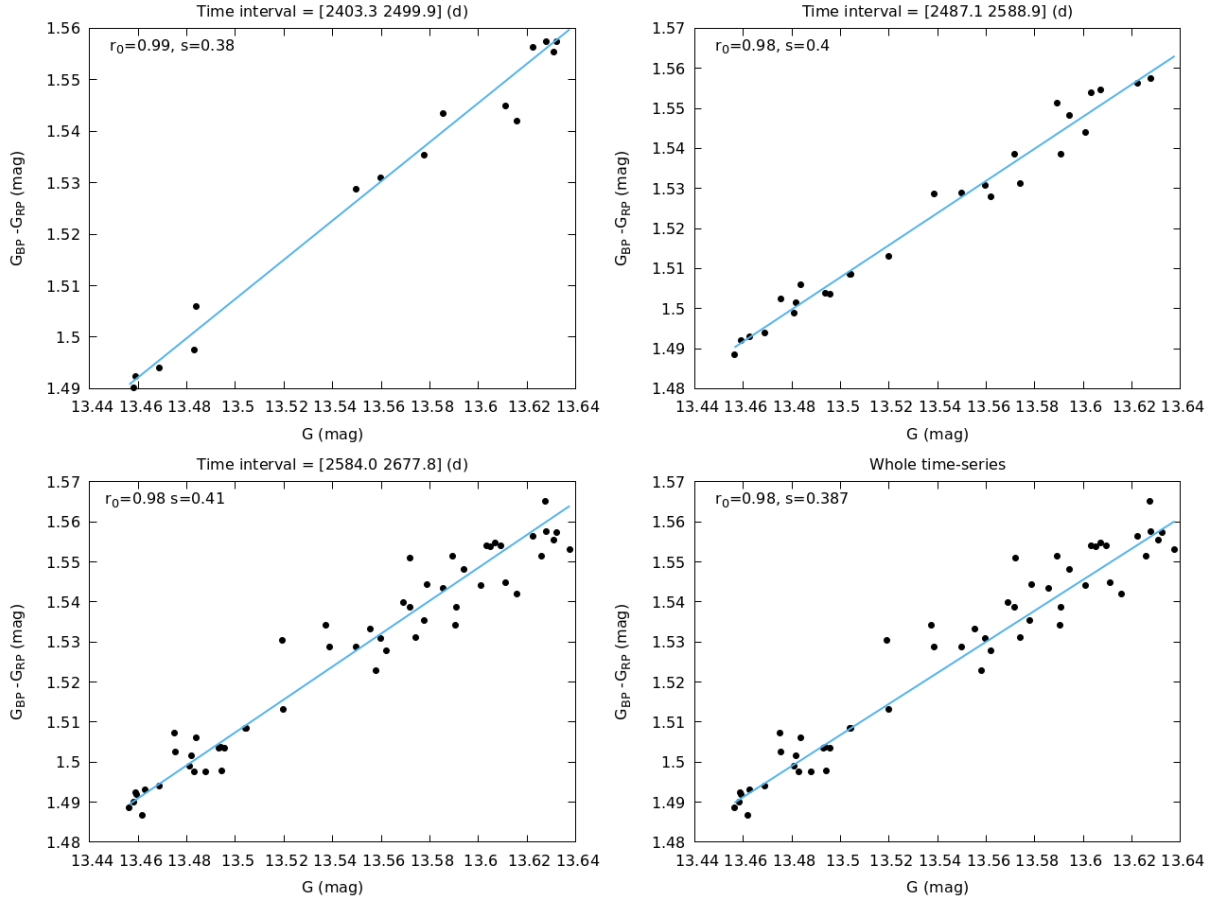 Time interval = [2403.3 2499.9] (d)
r0=0.99, s=0.38
1.56
1.55
1.54
1.53
1.52
1.51
1.5
1.49
GBP -GRP (mag)
13.44 13.46 13.48 13.5 13.52 13.54 13.56 13.58 13.6 13.62 13.64
G (mag)
Time interval = [2487.1 2588.9] (d)
r0=0.98, s=0.4
1.57
1.56
1.55
1.54
1.53
1.52
1.51
1.5
1.49
1.48
GBP -GRP (mag)
13.44 13.46 13.48 13.5 13.52 13.54 13.56 13.58 13.6 13.62 13.64
G (mag)
Time interval = [2584.0 2677.8] (d)
r0=0.98 s=0.41
1.57
1.56
1.55
1.54
1.53
1.52
1.51
1.5
1.49
1.48
GBP -GRP (mag)
13.44 13.46 13.48 13.5 13.52 13.54 13.56 13.58 13.6 13.62 13.64
G (mag)
Whole time-series
r0=0.98, s=0.387
1.57
1.56
1.55
1.54
1.53
1.52
1.51
1.5
1.49
1.48
GBP -GRP (mag)
13.44 13.46 13.48 13.5 13.52 13.54 13.56 13.58 13.6 13.62 13.64
G (mag)